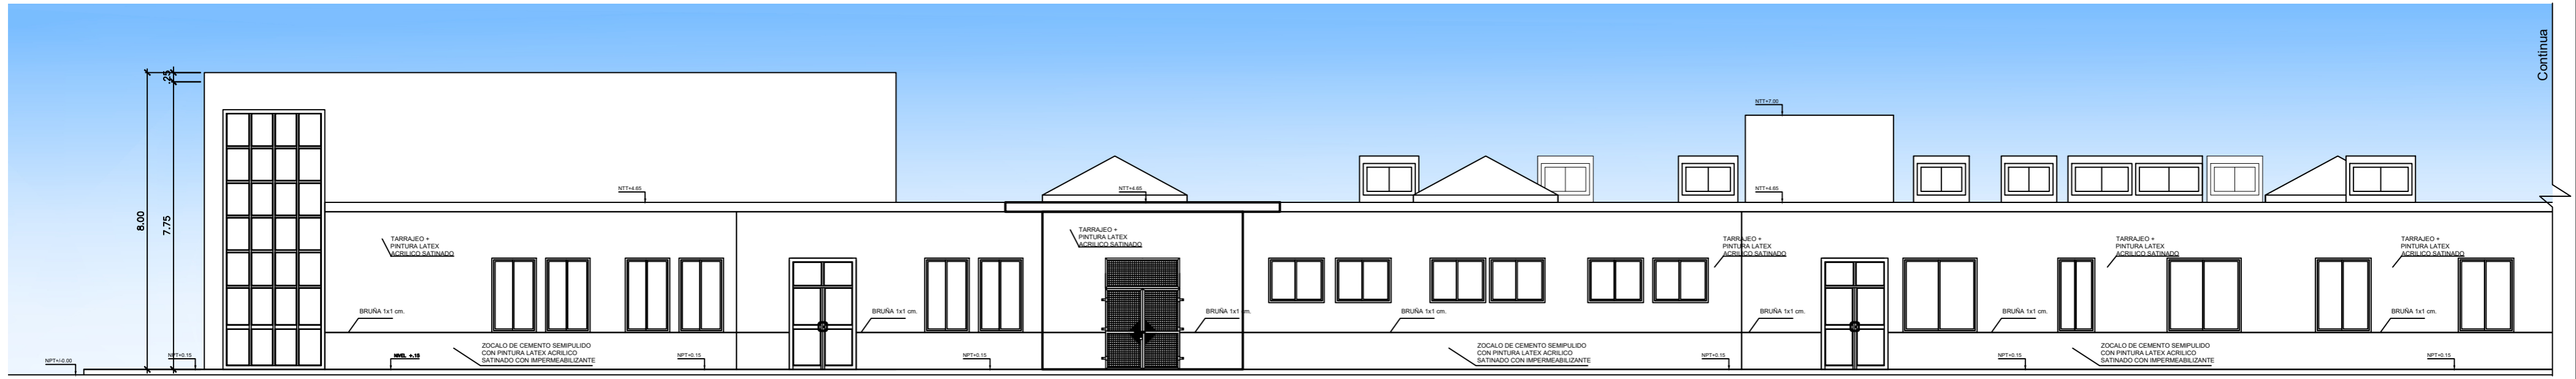 Continua
.25
8.00
7.75
NTT+7.00
NTT+4.65
NTT+4.65
NTT+4.65
TARRAJEO +
PINTURA LATEX
ACRILICO SATINADO
TARRAJEO +
PINTURA LATEX
ACRILICO SATINADO
TARRAJEO +
PINTURA LATEX
ACRILICO SATINADO
TARRAJEO +
PINTURA LATEX
ACRILICO SATINADO
TARRAJEO +
PINTURA LATEX
ACRILICO SATINADO
BRUÑA 1x1 cm.
BRUÑA 1x1 cm.
BRUÑA 1x1 cm.
BRUÑA 1x1 cm.
BRUÑA 1x1 cm.
BRUÑA 1x1 cm.
BRUÑA 1x1 cm.
ZOCALO DE CEMENTO SEMIPULIDO
CON PINTURA LATEX ACRILICO
SATINADO CON IMPERMEABILIZANTE
ZOCALO DE CEMENTO SEMIPULIDO
CON PINTURA LATEX ACRILICO
SATINADO CON IMPERMEABILIZANTE
ZOCALO DE CEMENTO SEMIPULIDO
CON PINTURA LATEX ACRILICO
SATINADO CON IMPERMEABILIZANTE
NPT+/-0.00
NPT+0.15
NIVEL +.15
NPT+0.15
NPT+0.15
NPT+0.15
NPT+0.15
NPT+0.15